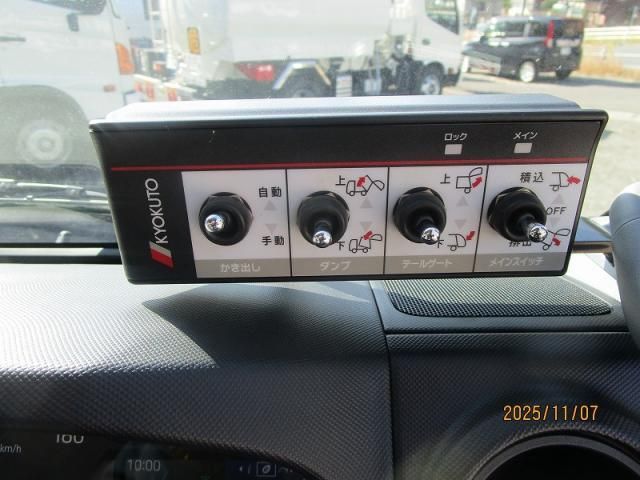 ロック メイン
KYOKUTO
自動
手動
かき出し
上
下
ダンプ
上
下
テールゲート
積込
OFF
排出
メインスイッチ
2025/11/07
km/h
160
10:00